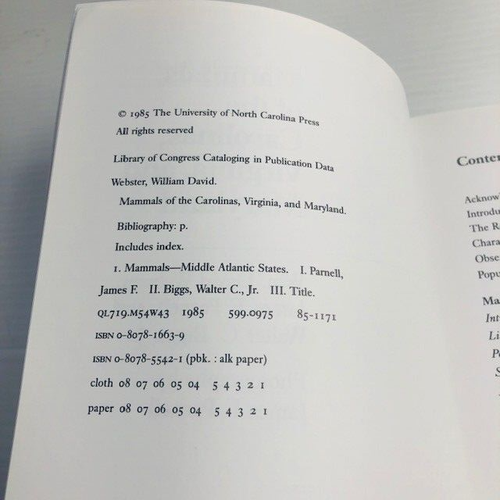 © 1985 The University of North Carolina Press
All rights reserved
Library of Congress Cataloging in Publication Data
Webster, William David.
Mammals of the Carolinas, Virginia, and Maryland.
Bibliography: p.
Includes index.
1. Mammals—Middle Atlantic States. I. Parnell,
James F. II. Biggs, Walter C., Jr. III. Title.
QL719.M54W43 1985 599.0975 85-1171
ISBN 0-8078-1663-9
ISBN 0-8078-5542-1 (pbk. : alk paper)
cloth 08 07 06 05 04 5 4 3 2 1
paper 08 07 06 05 04 5 4 3 2 1
Conte
Acknow
Introdu
The R
Chara
Obse
Popu
Ma
Int
Li
P
S